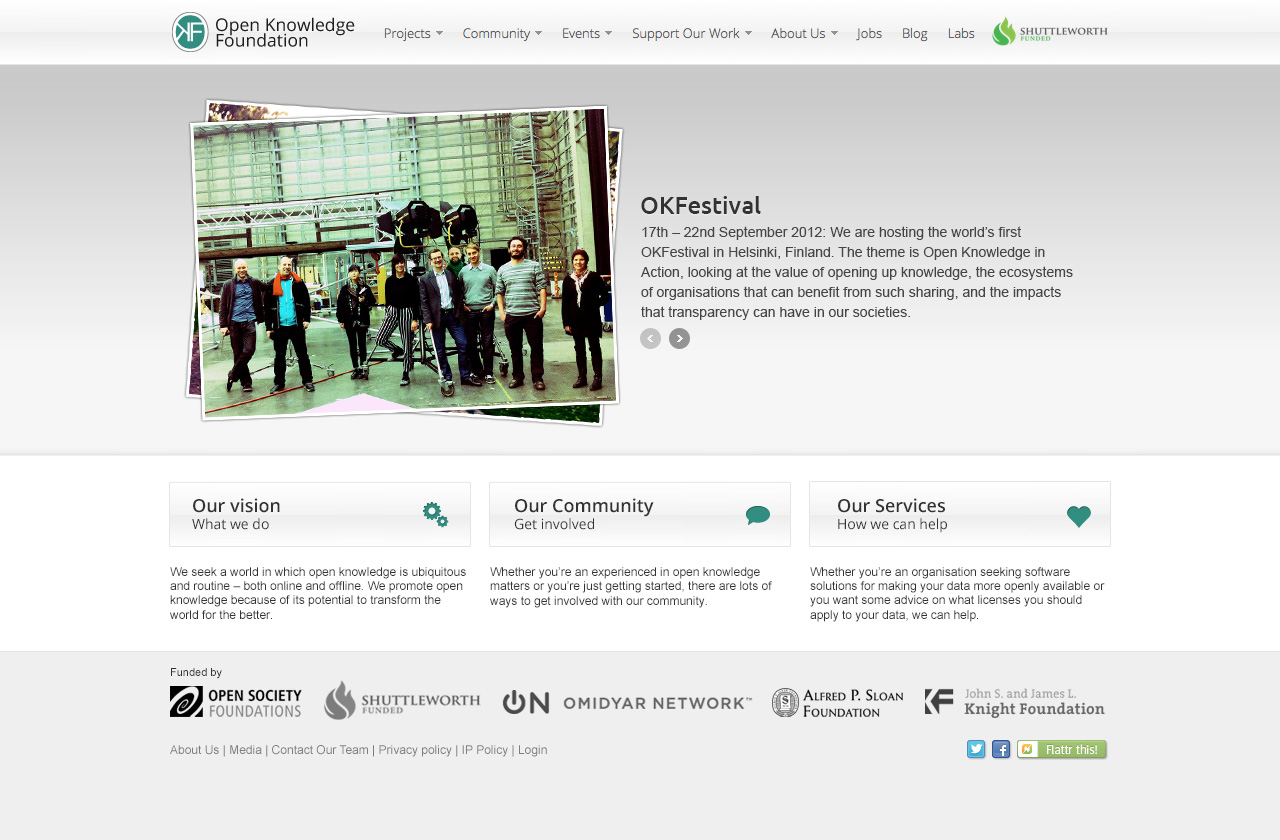 Open Knowledge
Foundation
Projects
Community
Events
Support Our Work
About Us
Jobs
Blog
Labs
SHUTTLEWORTH
FUNDED
OKFestival
17th – 22nd September 2012: We are hosting the world's first
OKFestival in Helsinki, Finland. The theme is Open Knowledge in
Action, looking at the value of opening up knowledge, the ecosystems
of organisations that can benefit from such sharing, and the impacts
that transparency can have in our societies.
Our vision
What we do
Our Community
Get involved
Our Services
How we can help
We seek a world in which open knowledge is ubiquitous
and routine – both online and offline. We promote open
knowledge because of its potential to transform the
world for the better.
Whether you're an experienced in open knowledge
matters or you're just getting started, there are lots of
ways to get involved with our community.
Whether you're an organisation seeking software
solutions for making your data more openly available or
you want some advice on what licenses you should
apply to your data, we can help.
Funded by
OPEN SOCIETY
FOUNDATIONS
SHUTTLEWORTH
FUNDED
ON OMIDYAR NETWORK™
ALFRED P. SLOAN
FOUNDATION
John S. and James L.
Knight Foundation
About Us | Media | Contact Our Team | Privacy policy | IP Policy | Login
Flattr this!